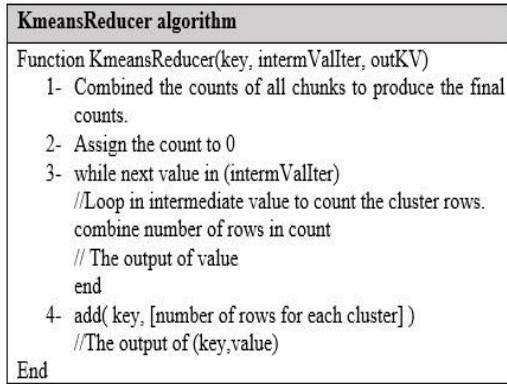 KmeansReducer algorithm
Function KmeansReducer(key, intermValIter, outKV)
1- Combined the counts of all chunks to produce the final
counts.
2- Assign the count to 0
3- while next value in (intermValIter)
//Loop in intermediate value to count the cluster rows.
combine number of rows in count
// The output of value
end
4- add( key, [number of rows for each cluster] )
//The output of (key,value)
End